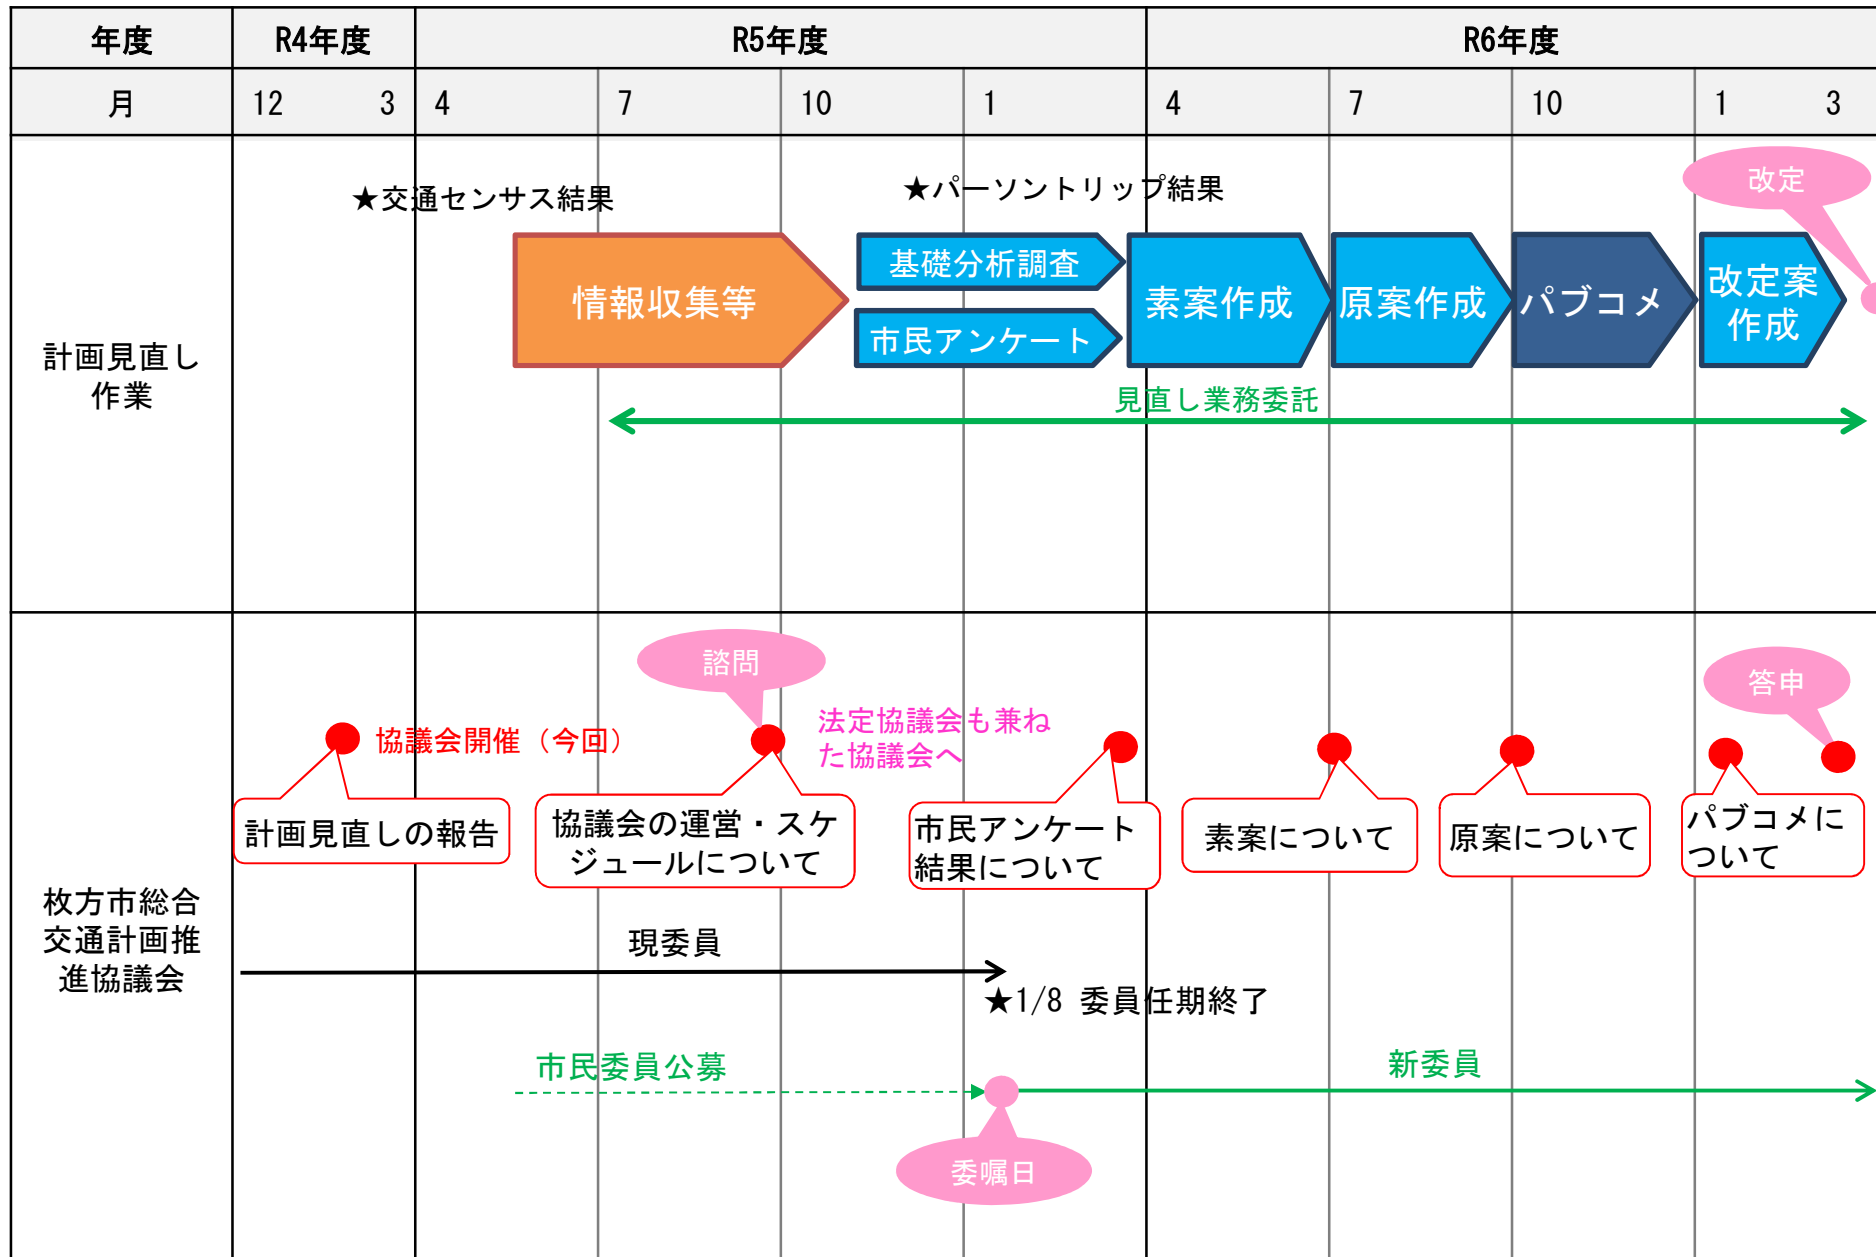 年度
R4年度
R5年度
R6年度
月
12
3
4
7
10
1
4
7
10
1
3
計画見直し
作業
★交通センサス結果
★パーソントリップ結果
改定
情報収集等
基礎分析調査
市民アンケート
素案作成
原案作成
パブコメ
改定案
作成
見直し業務委託
枚方市総合
交通計画推
進協議会
諮問
答申
協議会開催（今回）
法定協議会も兼ね
た協議会へ
計画見直しの報告
協議会の運営・スケ
ジュールについて
市民アンケート
結果について
素案について
原案について
パブコメに
ついて
現委員
★1/8 委員任期終了
市民委員公募
新委員
委嘱日